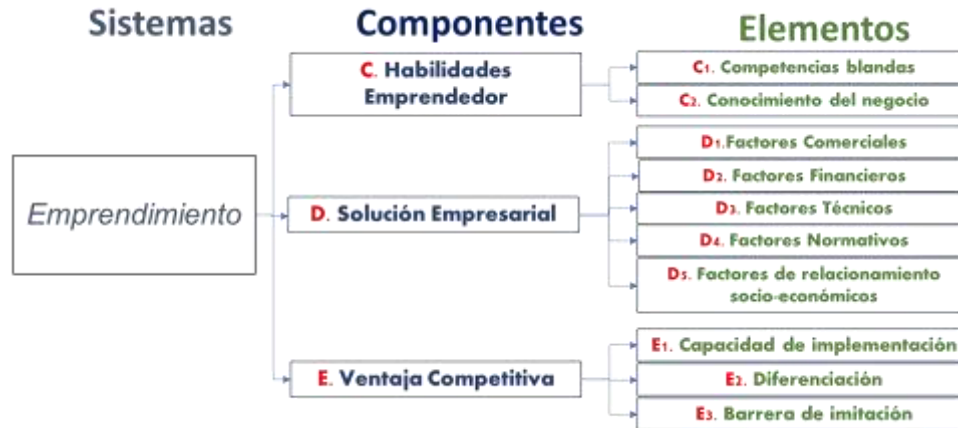 Sistemas
Componentes
Elementos
Emprendimiento
C. Habilidades
Emprendedor
C1. Competencias blandas
C2. Conocimiento del negocio
D. Solución Empresarial
D1.Factores Comerciales
D2. Factores Financieros
D3. Factores Técnicos
D4. Factores Normativos
D5. Factores de relacionamiento
socio-económicos
E. Ventaja Competitiva
E1. Capacidad de implementación
E2. Diferenciación
E3. Barrera de imitación